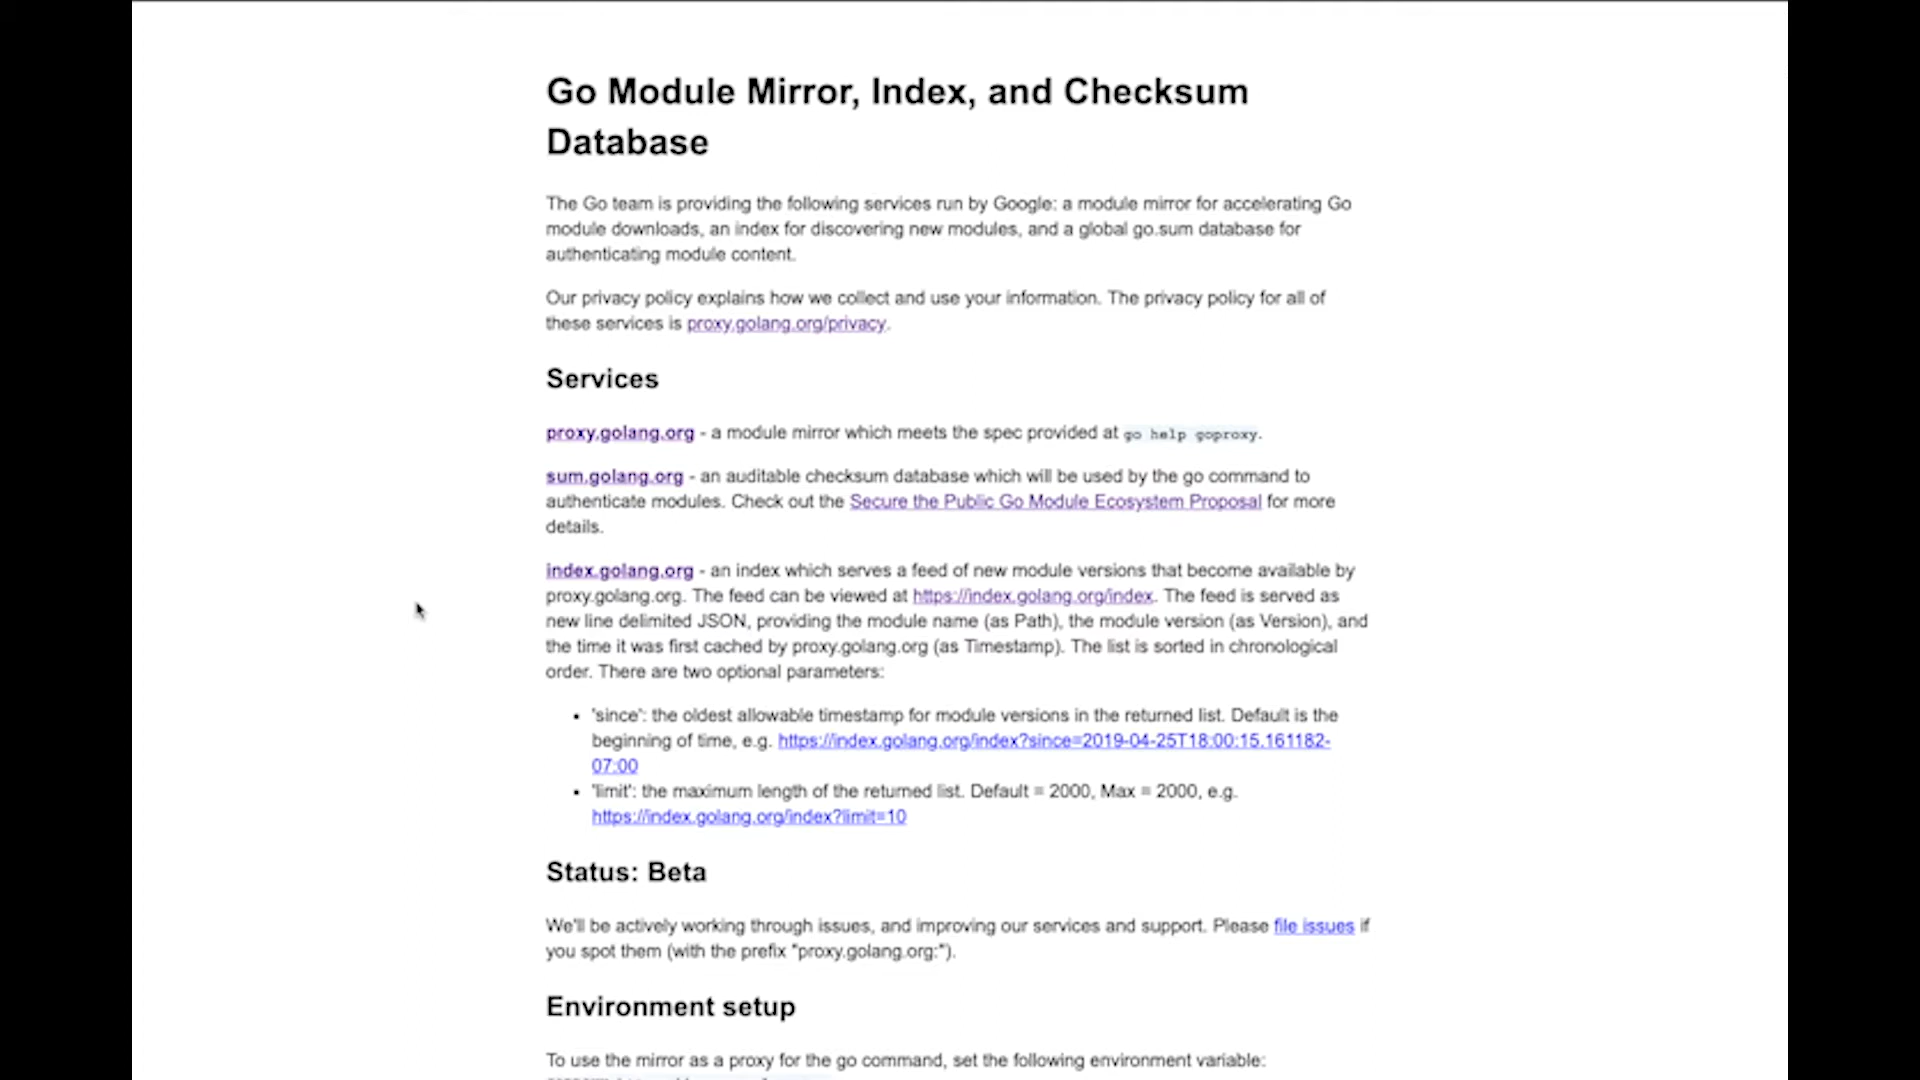 Go Module Mirror, Index, and Checksum
Database
The Go team is providing the following services run by Google: a module mirror for accelerating Go
module downloads, an index for discovering new modules, and a global go.sum database for
authenticating module content.
Our privacy policy explains how we collect and use your information. The privacy policy for all of
these services is proxy.golang.org/privacy.
Services
proxy.golang.org - a module mirror which meets the spec provided at go help goproxy.
sum.golang.org - an auditable checksum database which will be used by the go command to
authenticate modules. Check out the Secure the Public Go Module Ecosystem Proposal for more
details.
index.golang.org - an index which serves a feed of new module versions that become available by
proxy.golang.org. The feed can be viewed at https://index.golang.org/index. The feed is served as
new line delimited JSON, providing the module name (as Path), the module version (as Version), and
the time it was first cached by proxy.golang.org (as Timestamp). The list is sorted in chronological
order. There are two optional parameters:
• 'since': the oldest allowable timestamp for module versions in the returned list. Default is the
beginning of time, e.g. https://index.golang.org/index?since=2019-04-25T18:00:15.161182-
07:00
• 'limit': the maximum length of the returned list. Default = 2000, Max = 2000, e.g.
https://index.golang.org/index?limit=10
Status: Beta
We'll be actively working through issues, and improving our services and support. Please file issues if
you spot them (with the prefix "proxy.golang.org:").
Environment setup
To use the mirror as a proxy for the go command, set the following environment variable: